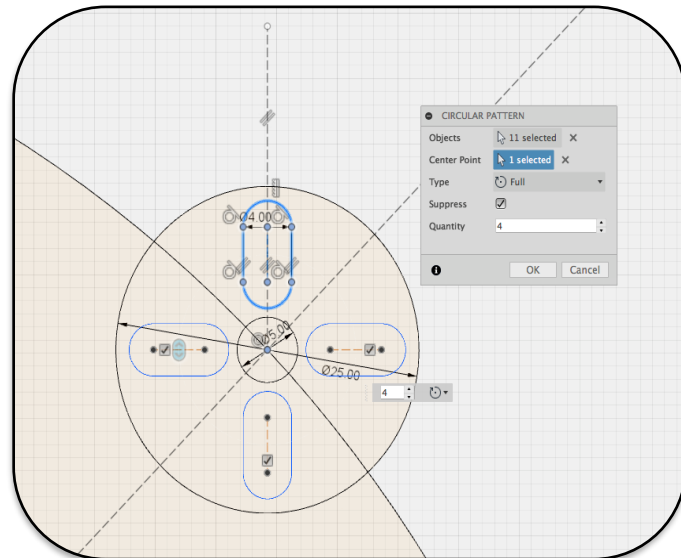 CIRCULAR PATTERN
Objects 11 selected
Center Point 1 selected
Type Full
Suppress
Quantity 4
OK Cancel
Ø4.00
Ø5.00
Ø25.00
4